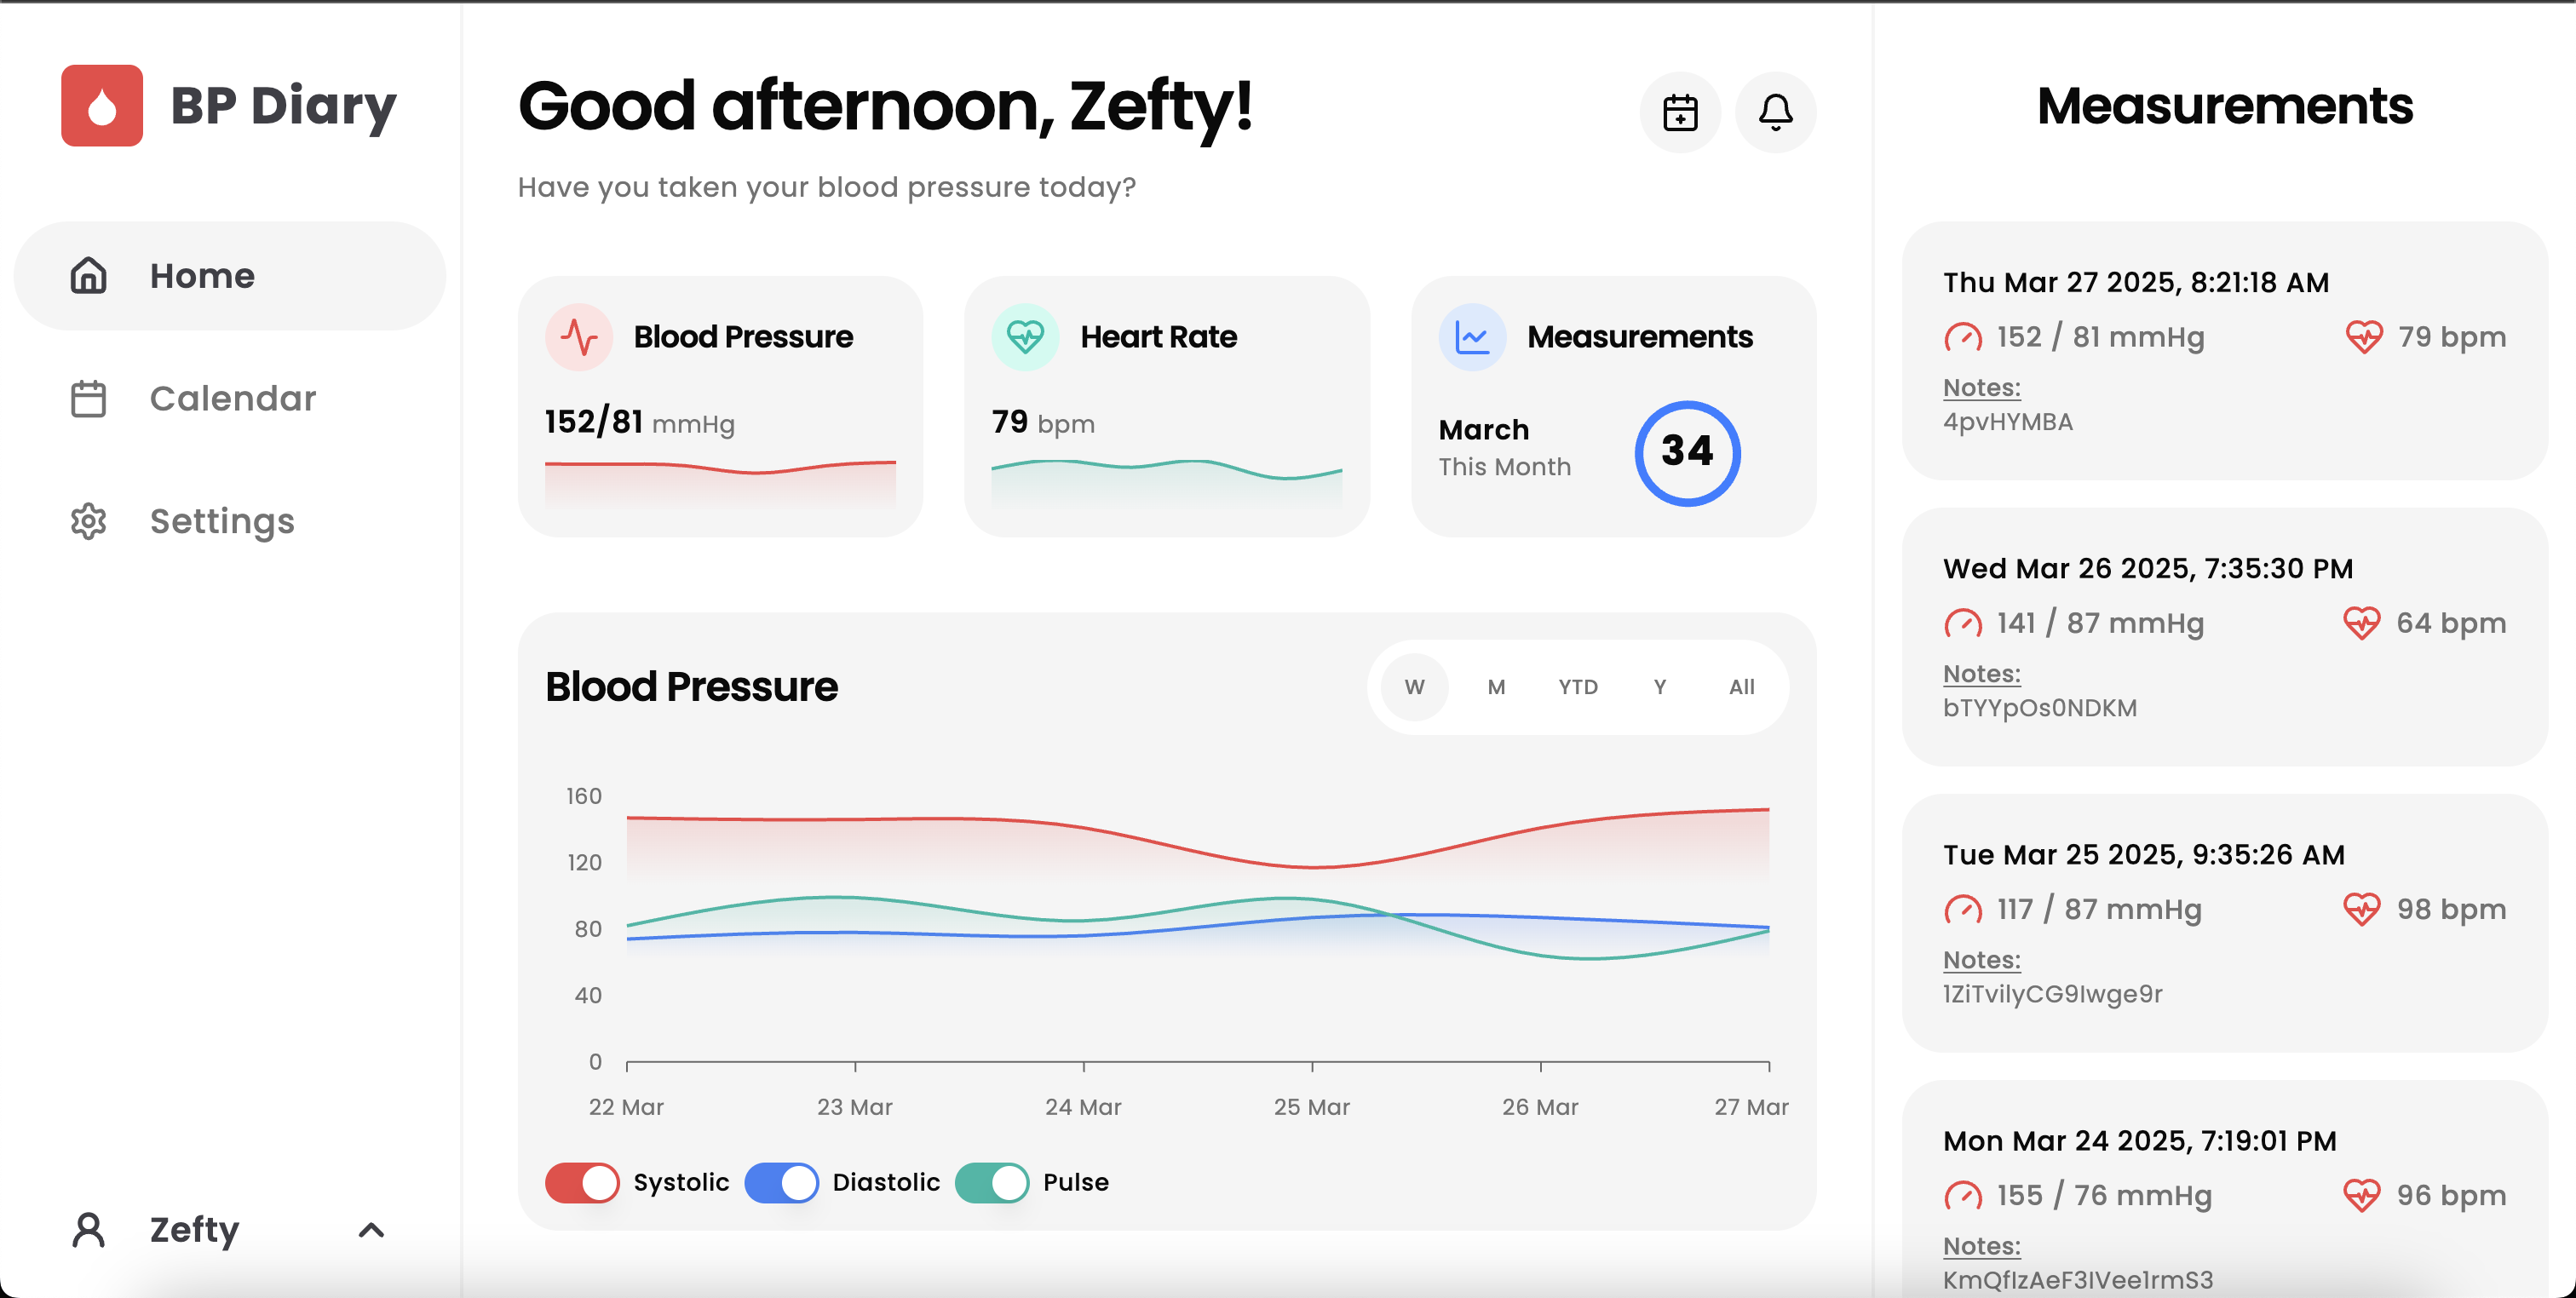 BP Diary
Home
Calendar
Settings
Zefty
Good afternoon, Zefty!
Have you taken your blood pressure today?
Blood Pressure
152/81 mmHg
Heart Rate
79 bpm
Measurements
March
This Month
34
Blood Pressure
W M YTD Y All
160
120
80
40
0
22 Mar 23 Mar 24 Mar 25 Mar 26 Mar 27 Mar
Systolic Diastolic Pulse
Measurements
Thu Mar 27 2025, 8:21:18 AM
152 / 81 mmHg 79 bpm
Notes:
4pvHYMBA
Wed Mar 26 2025, 7:35:30 PM
141 / 87 mmHg 64 bpm
Notes:
bTYYpOs0NDKM
Tue Mar 25 2025, 9:35:26 AM
117 / 87 mmHg 98 bpm
Notes:
1ZiTvilyCG9Iwge9r
Mon Mar 24 2025, 7:19:01 PM
155 / 76 mmHg 96 bpm
Notes:
KmQfIzAeF3IVee1rmS3